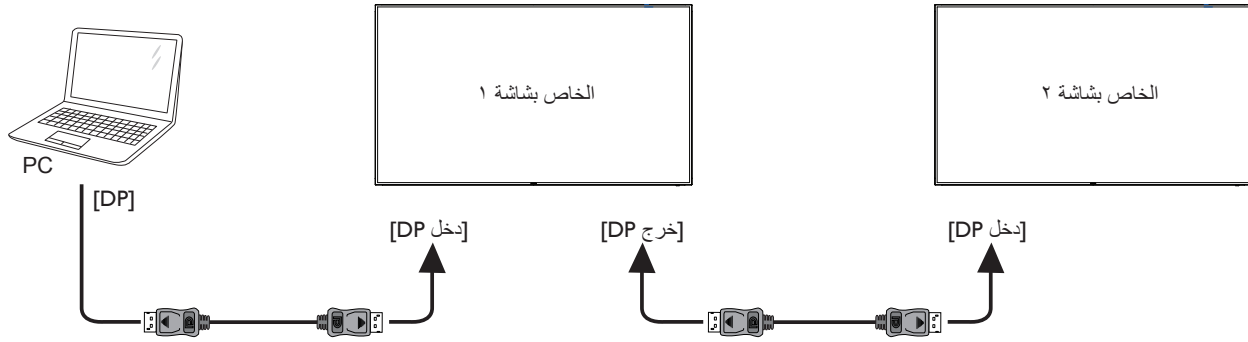 الخاص بشاشة ١
الخاص بشاشة ٢
PC
[DP]
[دخل DP]
[خرج DP]
[دخل DP]